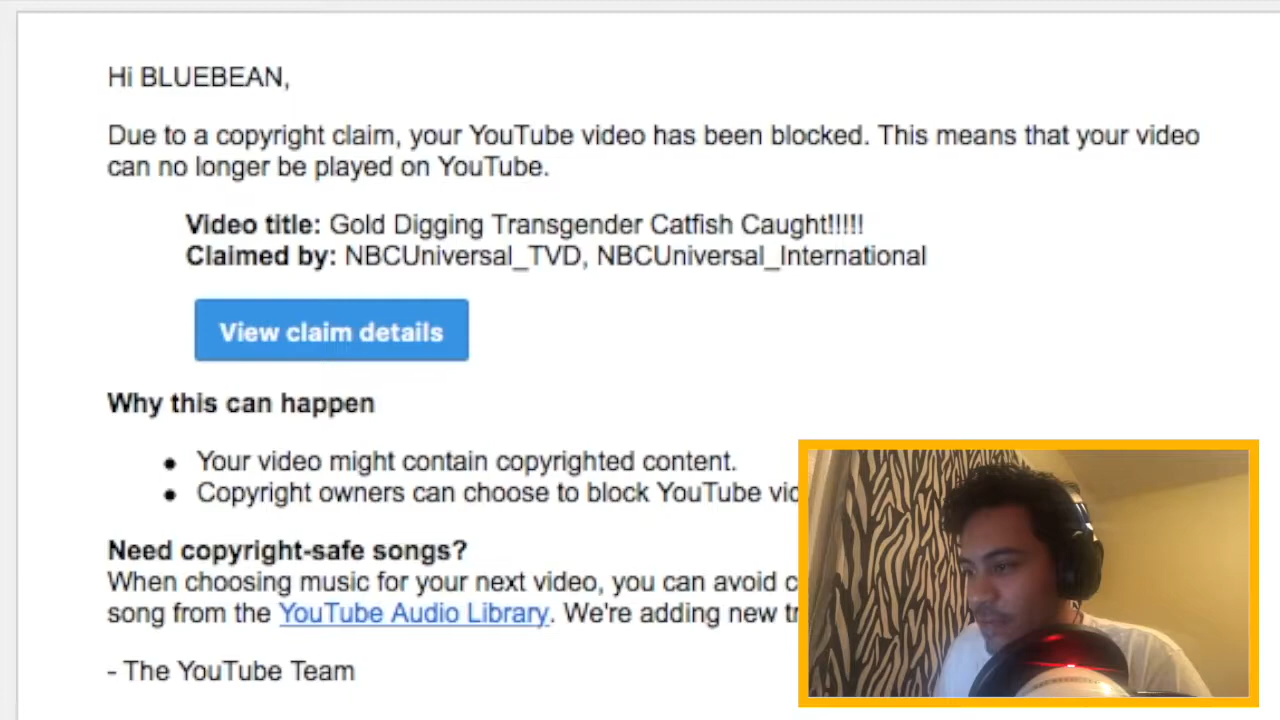 Hi BLUEBEAN,
Due to a copyright claim, your YouTube video has been blocked. This means that your video
can no longer be played on YouTube.
Video title: Gold Digging Transgender Catfish Caught!!!!!
Claimed by: NBCUniversal_TVD, NBCUniversal_International
View claim details
Why this can happen
• Your video might contain copyrighted content.
• Copyright owners can choose to block YouTube
Need copyright-safe songs?
When choosing music for your next video, you can avoid
song from the YouTube Audio Library. We're adding new
- The YouTube Team